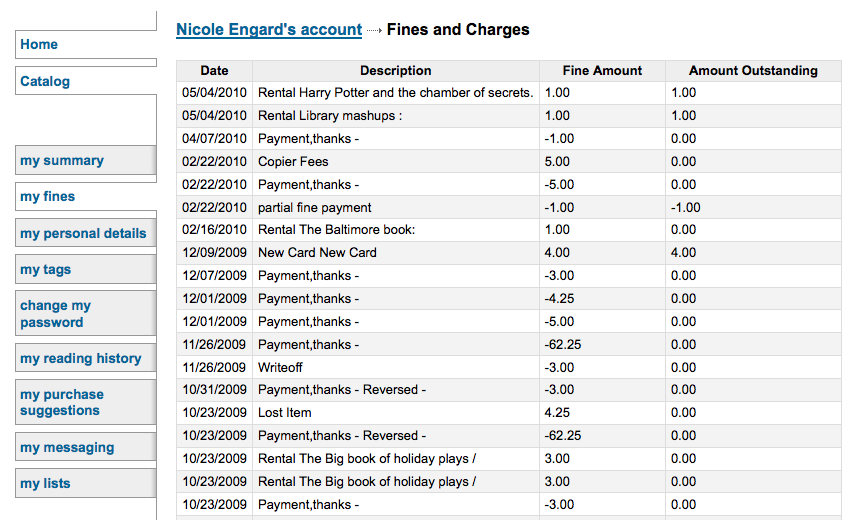 Home
Catalog
my summary
my fines
my personal details
my tags
change my
password
my reading history
my purchase
suggestions
my messaging
my lists
Nicole Engard's account → Fines and Charges
Date Description Fine Amount Amount Outstanding
05/04/2010 Rental Harry Potter and the chamber of secrets. 1.00 1.00
05/04/2010 Rental Library mashups : 1.00 1.00
04/07/2010 Payment,thanks - -1.00 0.00
02/22/2010 Copier Fees 5.00 0.00
02/22/2010 Payment,thanks - -5.00 0.00
02/22/2010 partial fine payment -1.00 -1.00
02/16/2010 Rental The Baltimore book: 1.00 0.00
12/09/2009 New Card New Card 4.00 4.00
12/07/2009 Payment,thanks - -3.00 0.00
12/01/2009 Payment,thanks - -4.25 0.00
12/01/2009 Payment,thanks - -5.00 0.00
11/26/2009 Payment,thanks - -62.25 0.00
11/26/2009 Writeoff -3.00 0.00
10/31/2009 Payment,thanks - Reversed - -3.00 0.00
10/23/2009 Lost Item 4.25 0.00
10/23/2009 Payment,thanks - Reversed - -62.25 0.00
10/23/2009 Rental The Big book of holiday plays / 3.00 0.00
10/23/2009 Rental The Big book of holiday plays / 3.00 0.00
10/23/2009 Payment,thanks - -3.00 0.00